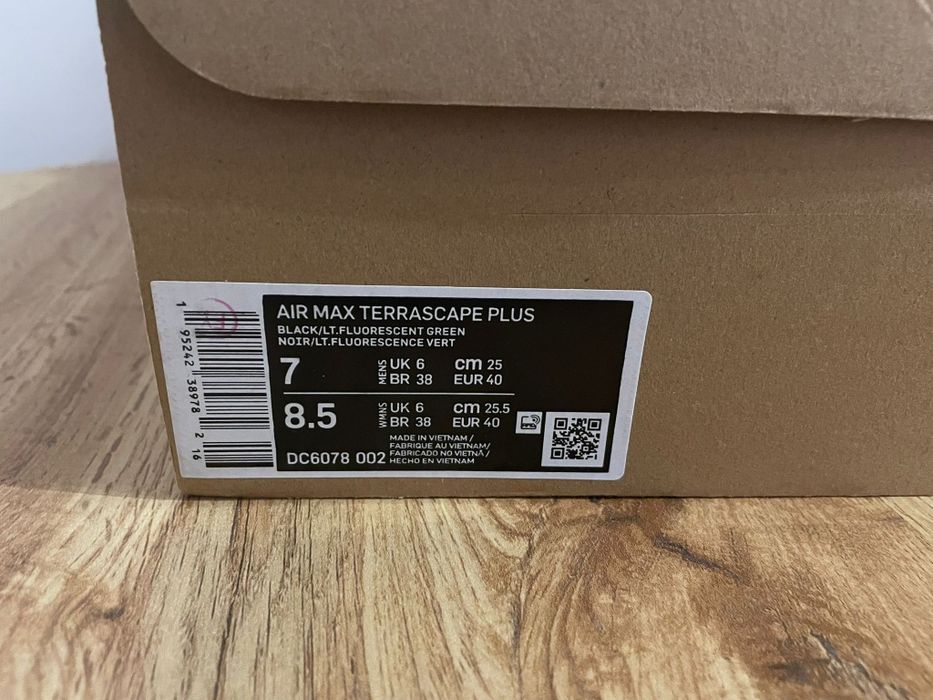 AIR MAX TERRASCAPE PLUS
BLACK/LT.FLUORESCENT GREEN
NOIR/LT.FLUORESCENCE VERT
7 MENS UK 6 cm 25
BR 38 EUR 40
8.5 WMNS UK 6 cm 25.5
BR 38 EUR 40
DC6078 002
MADE IN VIETNAM /
FABRIQUE AU VIETNAM/
FABRICADO NO VIETNÃ /
HECHO EN VIETNAM
1 95242 38978 2 16